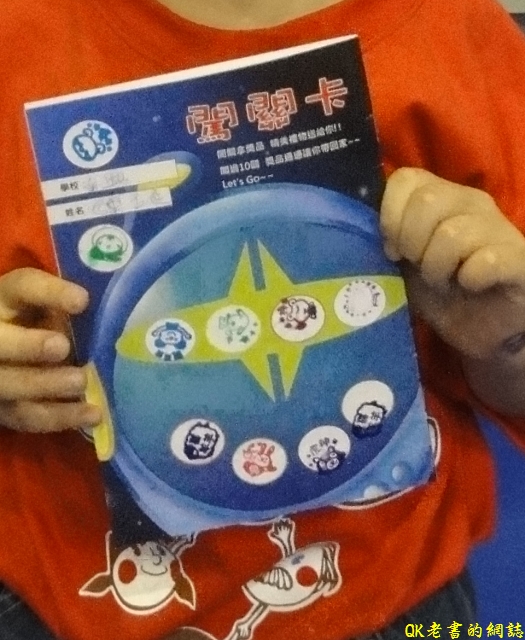 闖關卡
闖關拿獎品 精美禮物送給你!!
闖過10關 獎品通通讓你帶回家~~
Let's Go~~
學校
姓名
QK老書的網誌